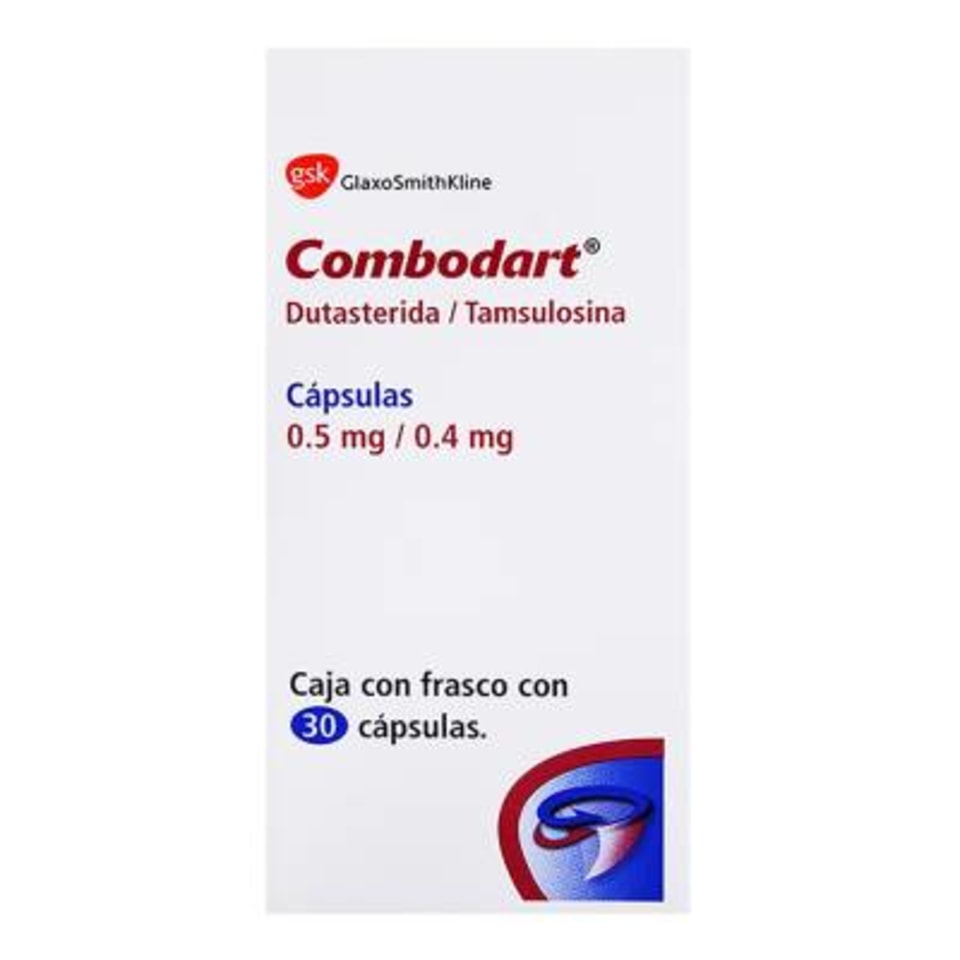 gsk GlaxoSmithKline
Combodart®
Dutasterida / Tamsulosina
Cápsulas
0.5 mg / 0.4 mg
Caja con frasco con
30 cápsulas.